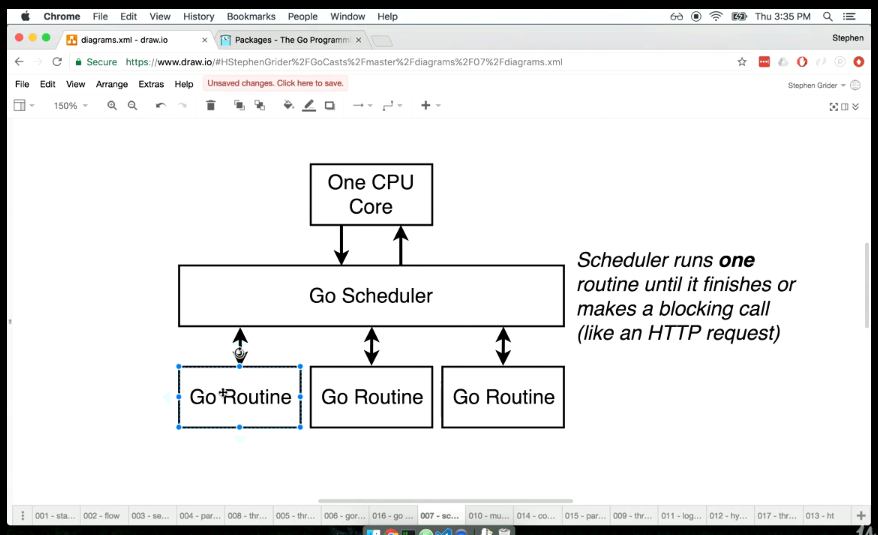 Chrome File Edit View History Bookmarks People Window Help Thu 3:35 PM
diagrams.xml - draw.io × Packages - The Go Programmi × Stephen
Secure https://www.draw.io/#HStephenGrider%2FGoCasts%2Fmaster%2Fdiagrams%2F07%2Fdiagrams.xml
File Edit View Arrange Extras Help Unsaved changes. Click here to save. Stephen Grider
150%
One CPU
Core
Scheduler runs one
routine until it finishes or
makes a blocking call
(like an HTTP request)
Go Scheduler
Go Routine Go Routine Go Routine
001 - sta... 002 - flow 003 - se... 004 - par... 008 - thr... 005 - thr... 006 - gor... 016 - go ... 007 - sc... 010 - mu... 014 - co... 015 - par... 009 - thr... 011 - log... 012 - hy... 017 - thr... 013 - ht